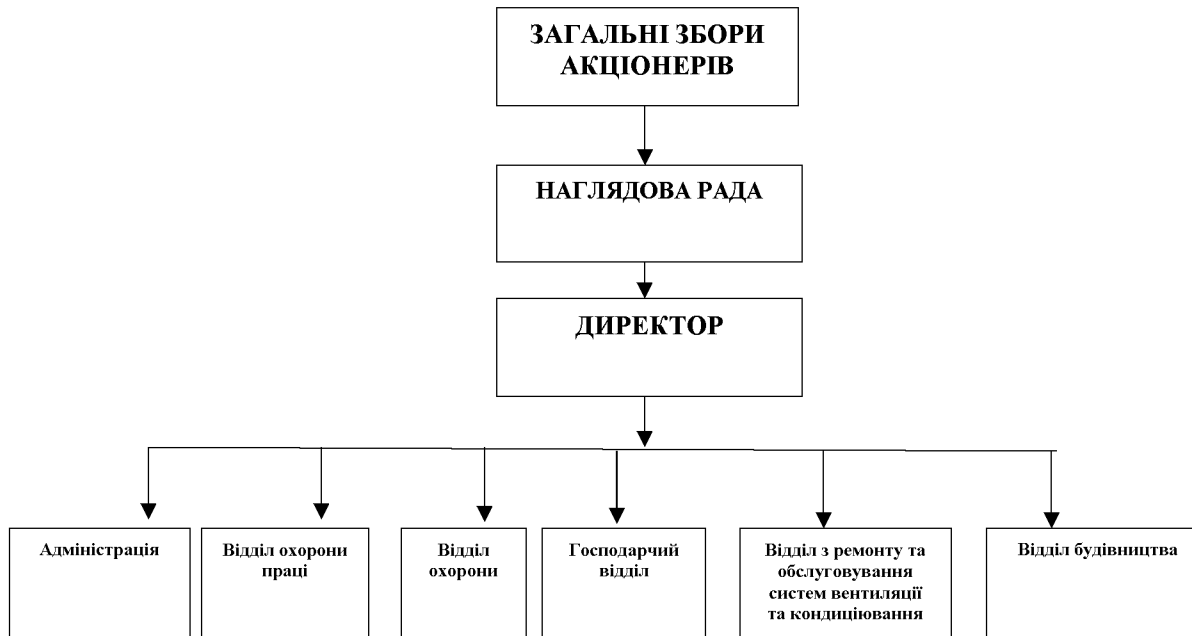 ЗАГАЛЬНІ ЗБОРИ
АКЦІОНЕРІВ
НАГЛЯДОВА РАДА
ДИРЕКТОР
Адміністрація
Відділ охорони
праці
Відділ
охорони
Господарчий
відділ
Відділ з ремонту та
обслуговування
систем вентиляції
та кондиціювання
Відділ будівництва